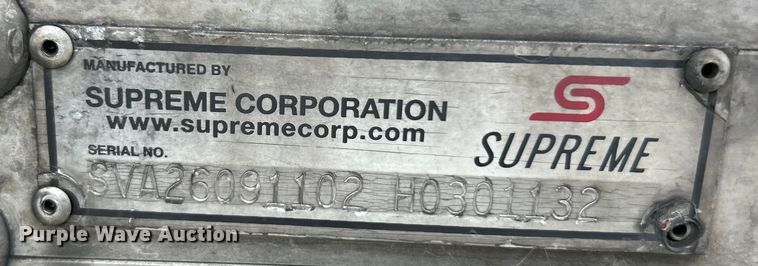 MANUFACTURED BY
SUPREME CORPORATION
www.supremecorp.com
SERIAL NO.
SUPREME
SVA26091102 H0301132
Purple Wave Auction